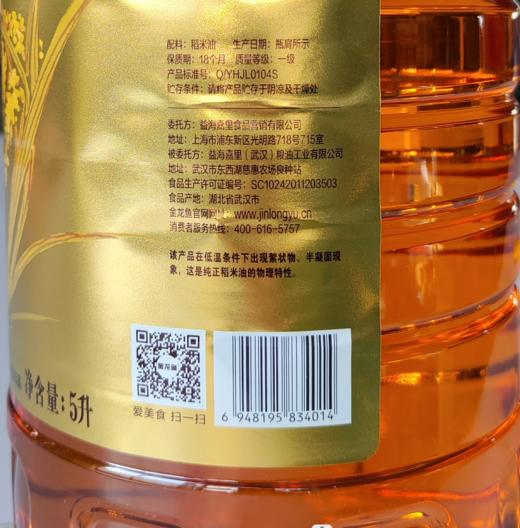 配料：稻米油 生产日期：瓶肩所示
保质期：18个月 质量等级：一级
产品标准号：Q/YHJL0104S
贮存条件：请将产品贮存于阴凉及干燥处
委托方：益海嘉里食品营销有限公司
地址：上海市浦东新区光明路718号715室
被委托方：益海嘉里（武汉）粮油工业有限公司
地址：武汉市东西湖慈惠农场良种站
食品生产许可证编号：SC10242011203503
食品产地：湖北省武汉市
金龙鱼官网网址：www.jinlongyu.cn
消费者服务热线：400-616-5757
该产品在低温条件下出现絮状物、半凝固现
象，这是纯正稻米油的物理特性。
金龙鱼
净含量：5升
爱美食 扫一扫
6 948195 834014